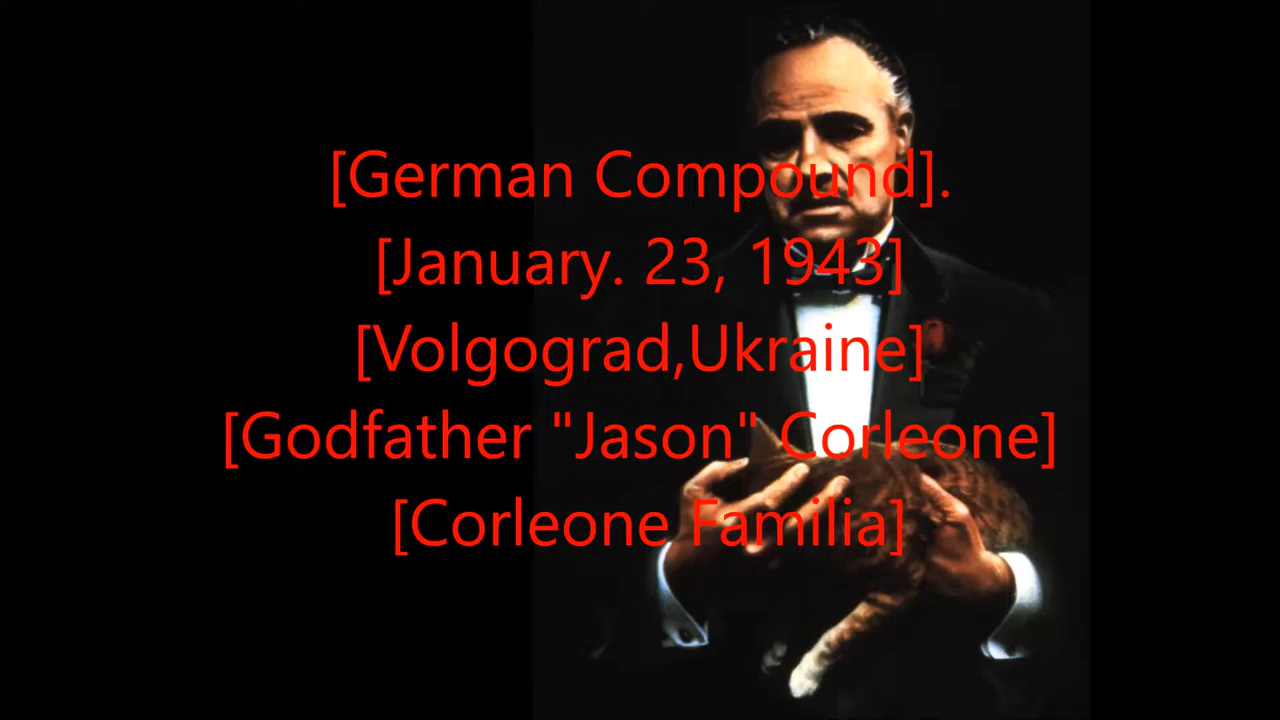 [German Compound].
[January. 23, 1943]
[Volgograd,Ukraine]
[Godfather "Jason" Corleone]
[Corleone Familia]